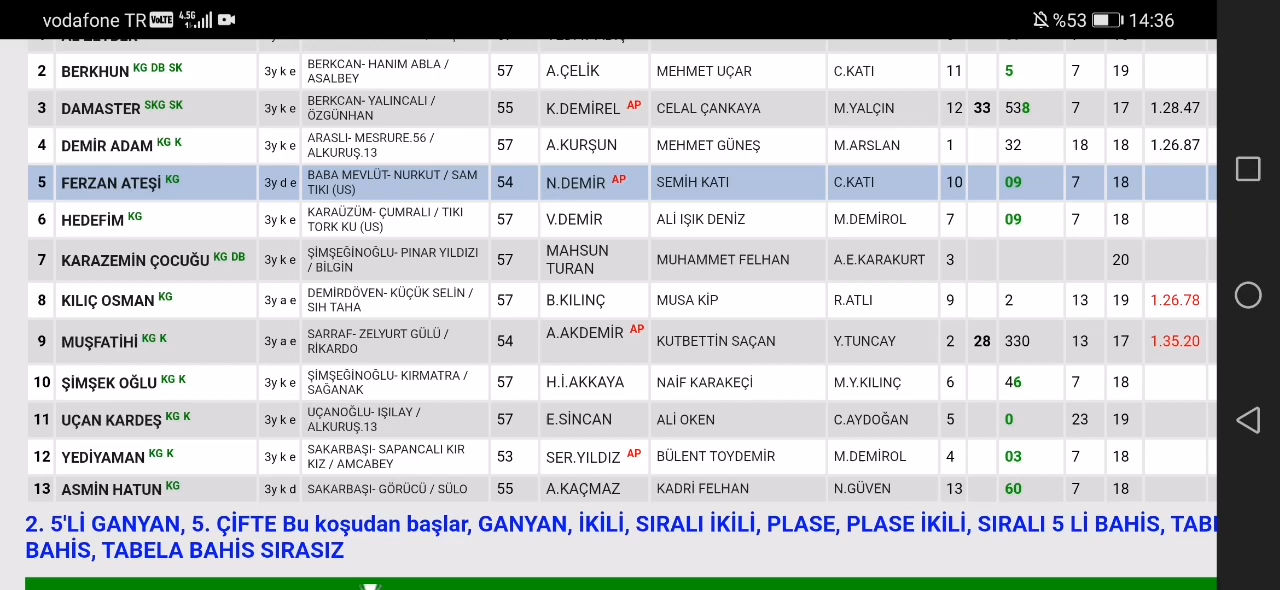 vodafone TR VoLTE 4.5G %53 14:36
2 BERKHUN KG DB SK 3y k e BERKCAN- HANIM ABLA / ASALBEY 57 A.ÇELİK MEHMET UÇAR C.KATI 11 5 7 19
3 DAMASTER SKG SK 3y k e BERKCAN- YALINCALI / ÖZGÜNHAN 55 K.DEMİREL AP CELAL ÇANKAYA M.YALÇIN 12 33 538 7 17 1.28.47
4 DEMİR ADAM KG K 3y k e ARASLI- MESRURE.56 / ALKURUŞ.13 57 A.KURŞUN MEHMET GÜNEŞ M.ARSLAN 1 32 18 18 1.26.87
5 FERZAN ATEŞİ KG 3y d e BABA MEVLÜT- NURKUT / SAM TIKI (US) 54 N.DEMİR AP SEMİH KATI C.KATI 10 09 7 18
6 HEDEFİM KG 3y k e KARAÜZÜM- ÇUMRALI / TIKI TORK KU (US) 57 V.DEMİR ALİ IŞIK DENİZ M.DEMİROL 7 09 7 18
7 KARAZEMİN ÇOCUĞU KG DB 3y k e ŞİMŞEĞİNOĞLU- PINAR YILDIZI / BİLGİN 57 MAHSUN TURAN MUHAMMET FELHAN A.E.KARAKURT 3 20
8 KILIÇ OSMAN KG 3y a e DEMİRDÖVEN- KÜÇÜK SELİN / SIH TAHA 57 B.KILINÇ MUSA KİP R.ATLI 9 2 13 19 1.26.78
9 MUŞFATİHİ KG K 3y a e SARRAF- ZELYURT GÜLÜ / RİKARDO 54 A.AKDEMİR AP KUTBETTİN SAÇAN Y.TUNCAY 2 28 330 13 17 1.35.20
10 ŞİMŞEK OĞLU KG K 3y k e ŞİMŞEĞİNOĞLU- KIRMATRA / SAĞANAK 57 H.İ.AKKAYA NAİF KARAKEÇİ M.Y.KILINÇ 6 46 7 18
11 UÇAN KARDEŞ KG K 3y k e UÇANOĞLU- IŞILAY / ALKURUŞ.13 57 E.SİNCAN ALİ OKEN C.AYDOĞAN 5 0 23 19
12 YEDİYAMAN KG K 3y k e SAKARBAŞI- SAPANCALI KIR KIZ / AMCABEY 53 SER.YILDIZ AP BÜLENT TOYDEMİR M.DEMİROL 4 03 7 18
13 ASMİN HATUN KG 3y k d SAKARBAŞI- GÖRÜCÜ / SÜLO 55 A.KAÇMAZ KADRİ FELHAN N.GÜVEN 13 60 7 18
2. 5'Lİ GANYAN, 5. ÇİFTE Bu koşudan başlar, GANYAN, İKİLİ, SIRALI İKİLİ, PLASE, PLASE İKİLİ, SIRALI 5 Lİ BAHİS,
BAHİS, TABELA BAHİS SIRASIZ